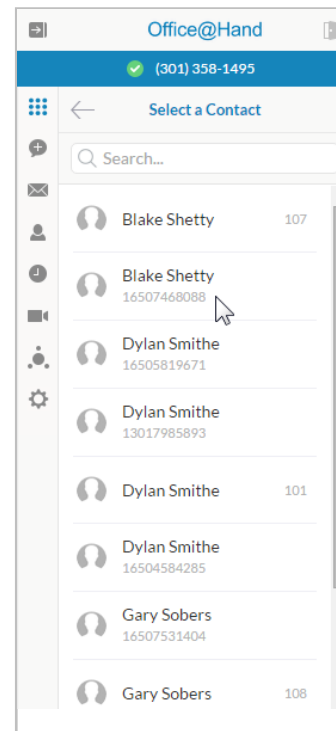 Office@Hand
(301) 358-1495
Select a Contact
Search...
Blake Shetty 107
Blake Shetty
16507468088
Dylan Smithe
16505819671
Dylan Smithe
13017985893
Dylan Smithe 101
Dylan Smithe
16504584285
Gary Sobers
16507531404
Gary Sobers 108